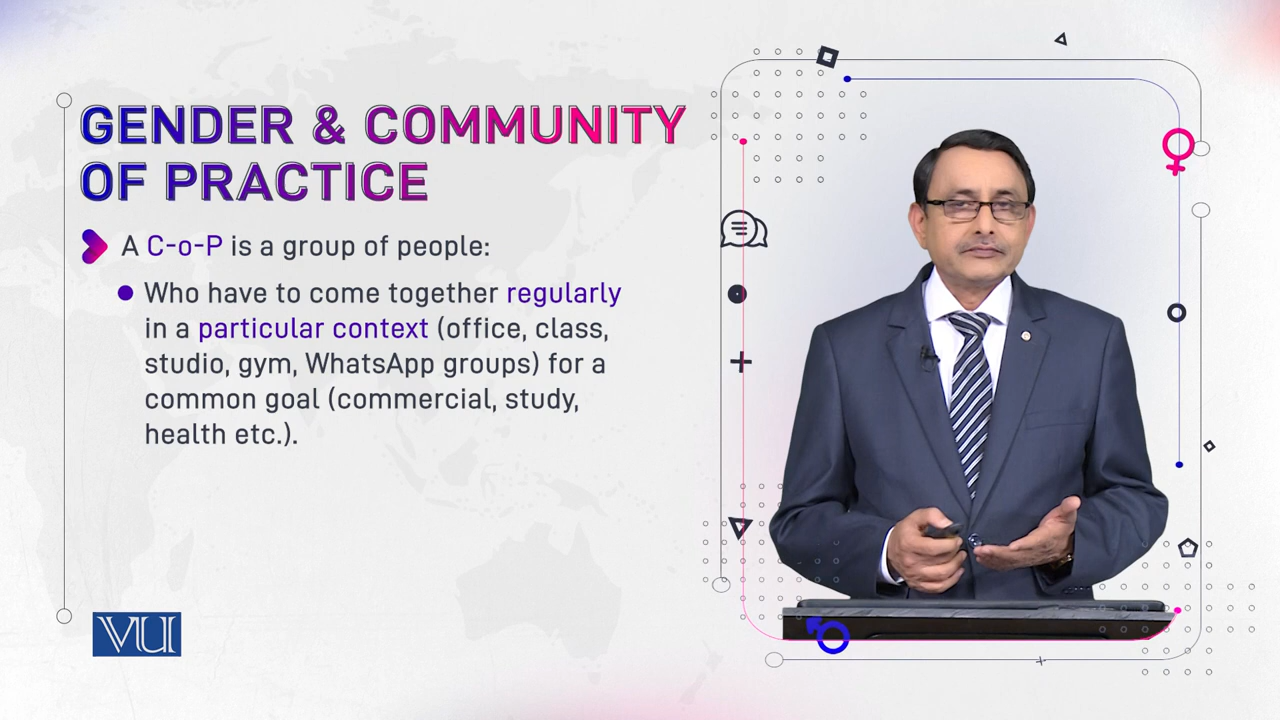 GENDER & COMMUNITY
OF PRACTICE
A C-o-P is a group of people:
Who have to come together regularly
in a particular context (office, class,
studio, gym, WhatsApp groups) for a
common goal (commercial, study,
health etc.).
VU